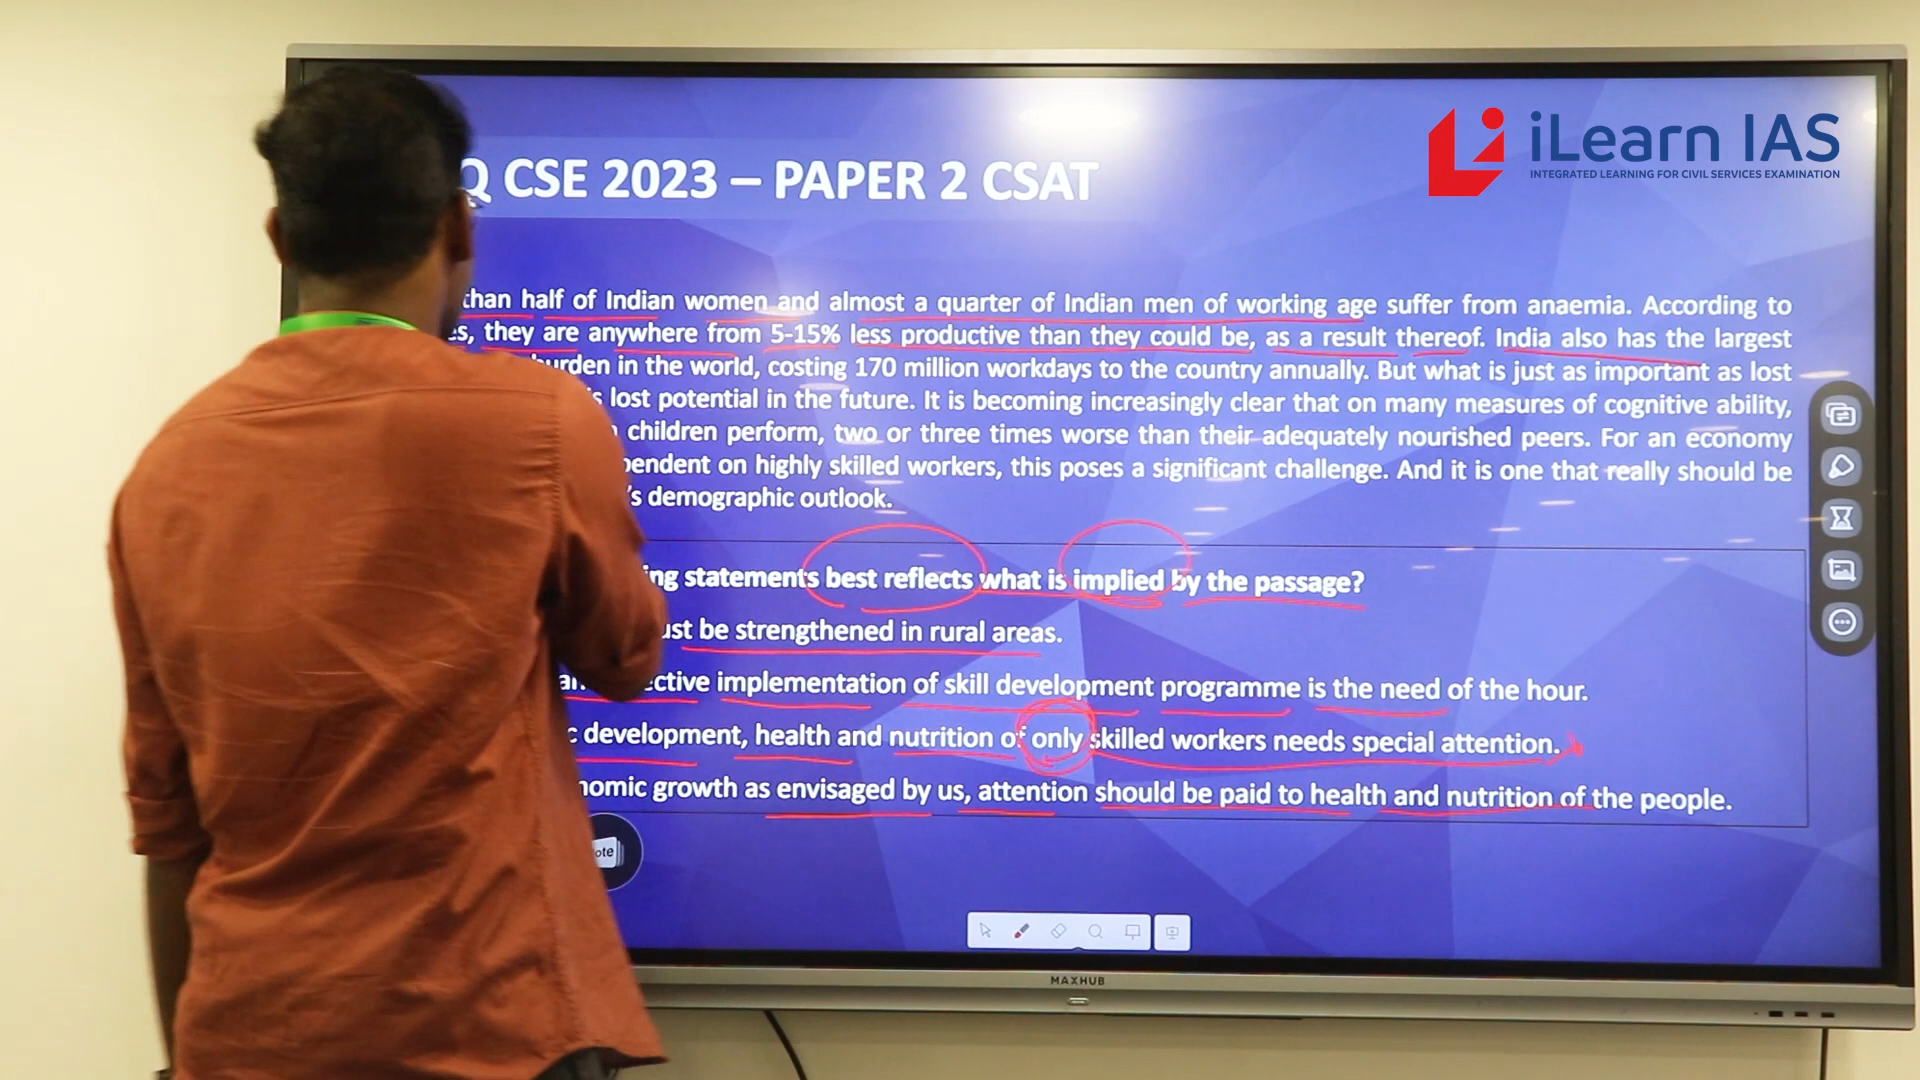 Q CSE 2023 – PAPER 2 CSAT
iLearn IAS
INTEGRATED LEARNING FOR CIVIL SERVICES EXAMINATION
than half of Indian women and almost a quarter of Indian men of working age suffer from anaemia. According to
they are anywhere from 5-15% less productive than they could be, as a result thereof. India also has the largest
burden in the world, costing 170 million workdays to the country annually. But what is just as important as lost
lost potential in the future. It is becoming increasingly clear that on many measures of cognitive ability,
children perform, two or three times worse than their adequately nourished peers. For an economy
on highly skilled workers, this poses a significant challenge. And it is one that really should be
's demographic outlook.
statements best reflects what is implied by the passage?
be strengthened in rural areas.
implementation of skill development programme is the need of the hour.
development, health and nutrition of only skilled workers needs special attention.
growth as envisaged by us, attention should be paid to health and nutrition of the people.
MAXHUB